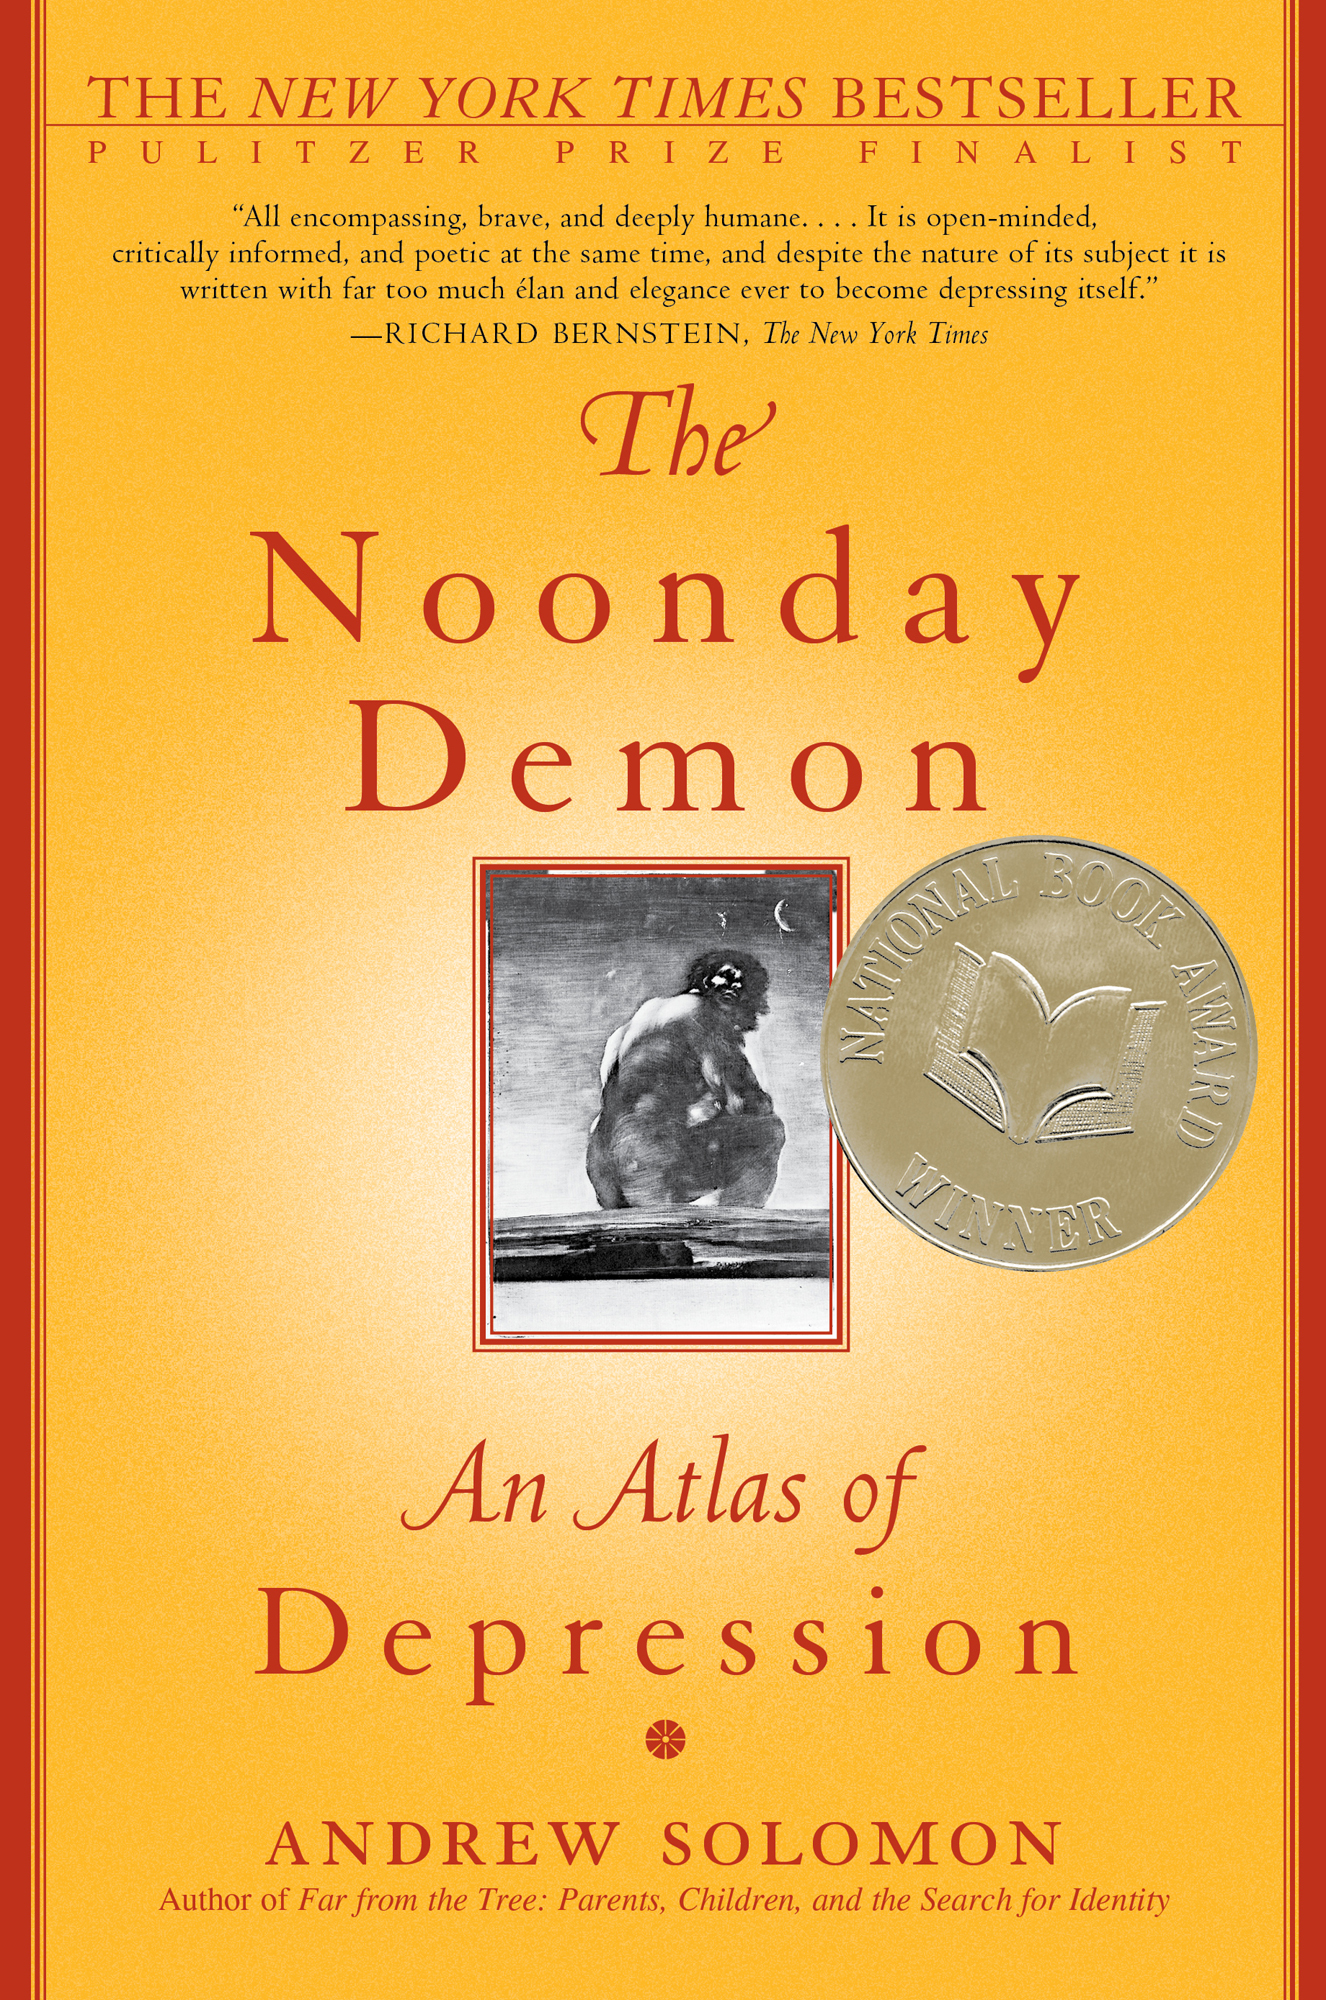 THE NEW YORK TIMES BESTSELLER
PULITZER PRIZE FINALIST
“All encompassing, brave, and deeply humane. . . . It is open-minded,
critically informed, and poetic at the same time, and despite the nature of its subject it is
written with far too much élan and elegance ever to become depressing itself.”
—RICHARD BERNSTEIN, The New York Times
The
Noonday
Demon
NATIONAL BOOK AWARD
WINNER
An Atlas of
Depression
ANDREW SOLOMON
Author of Far from the Tree: Parents, Children, and the Search for Identity